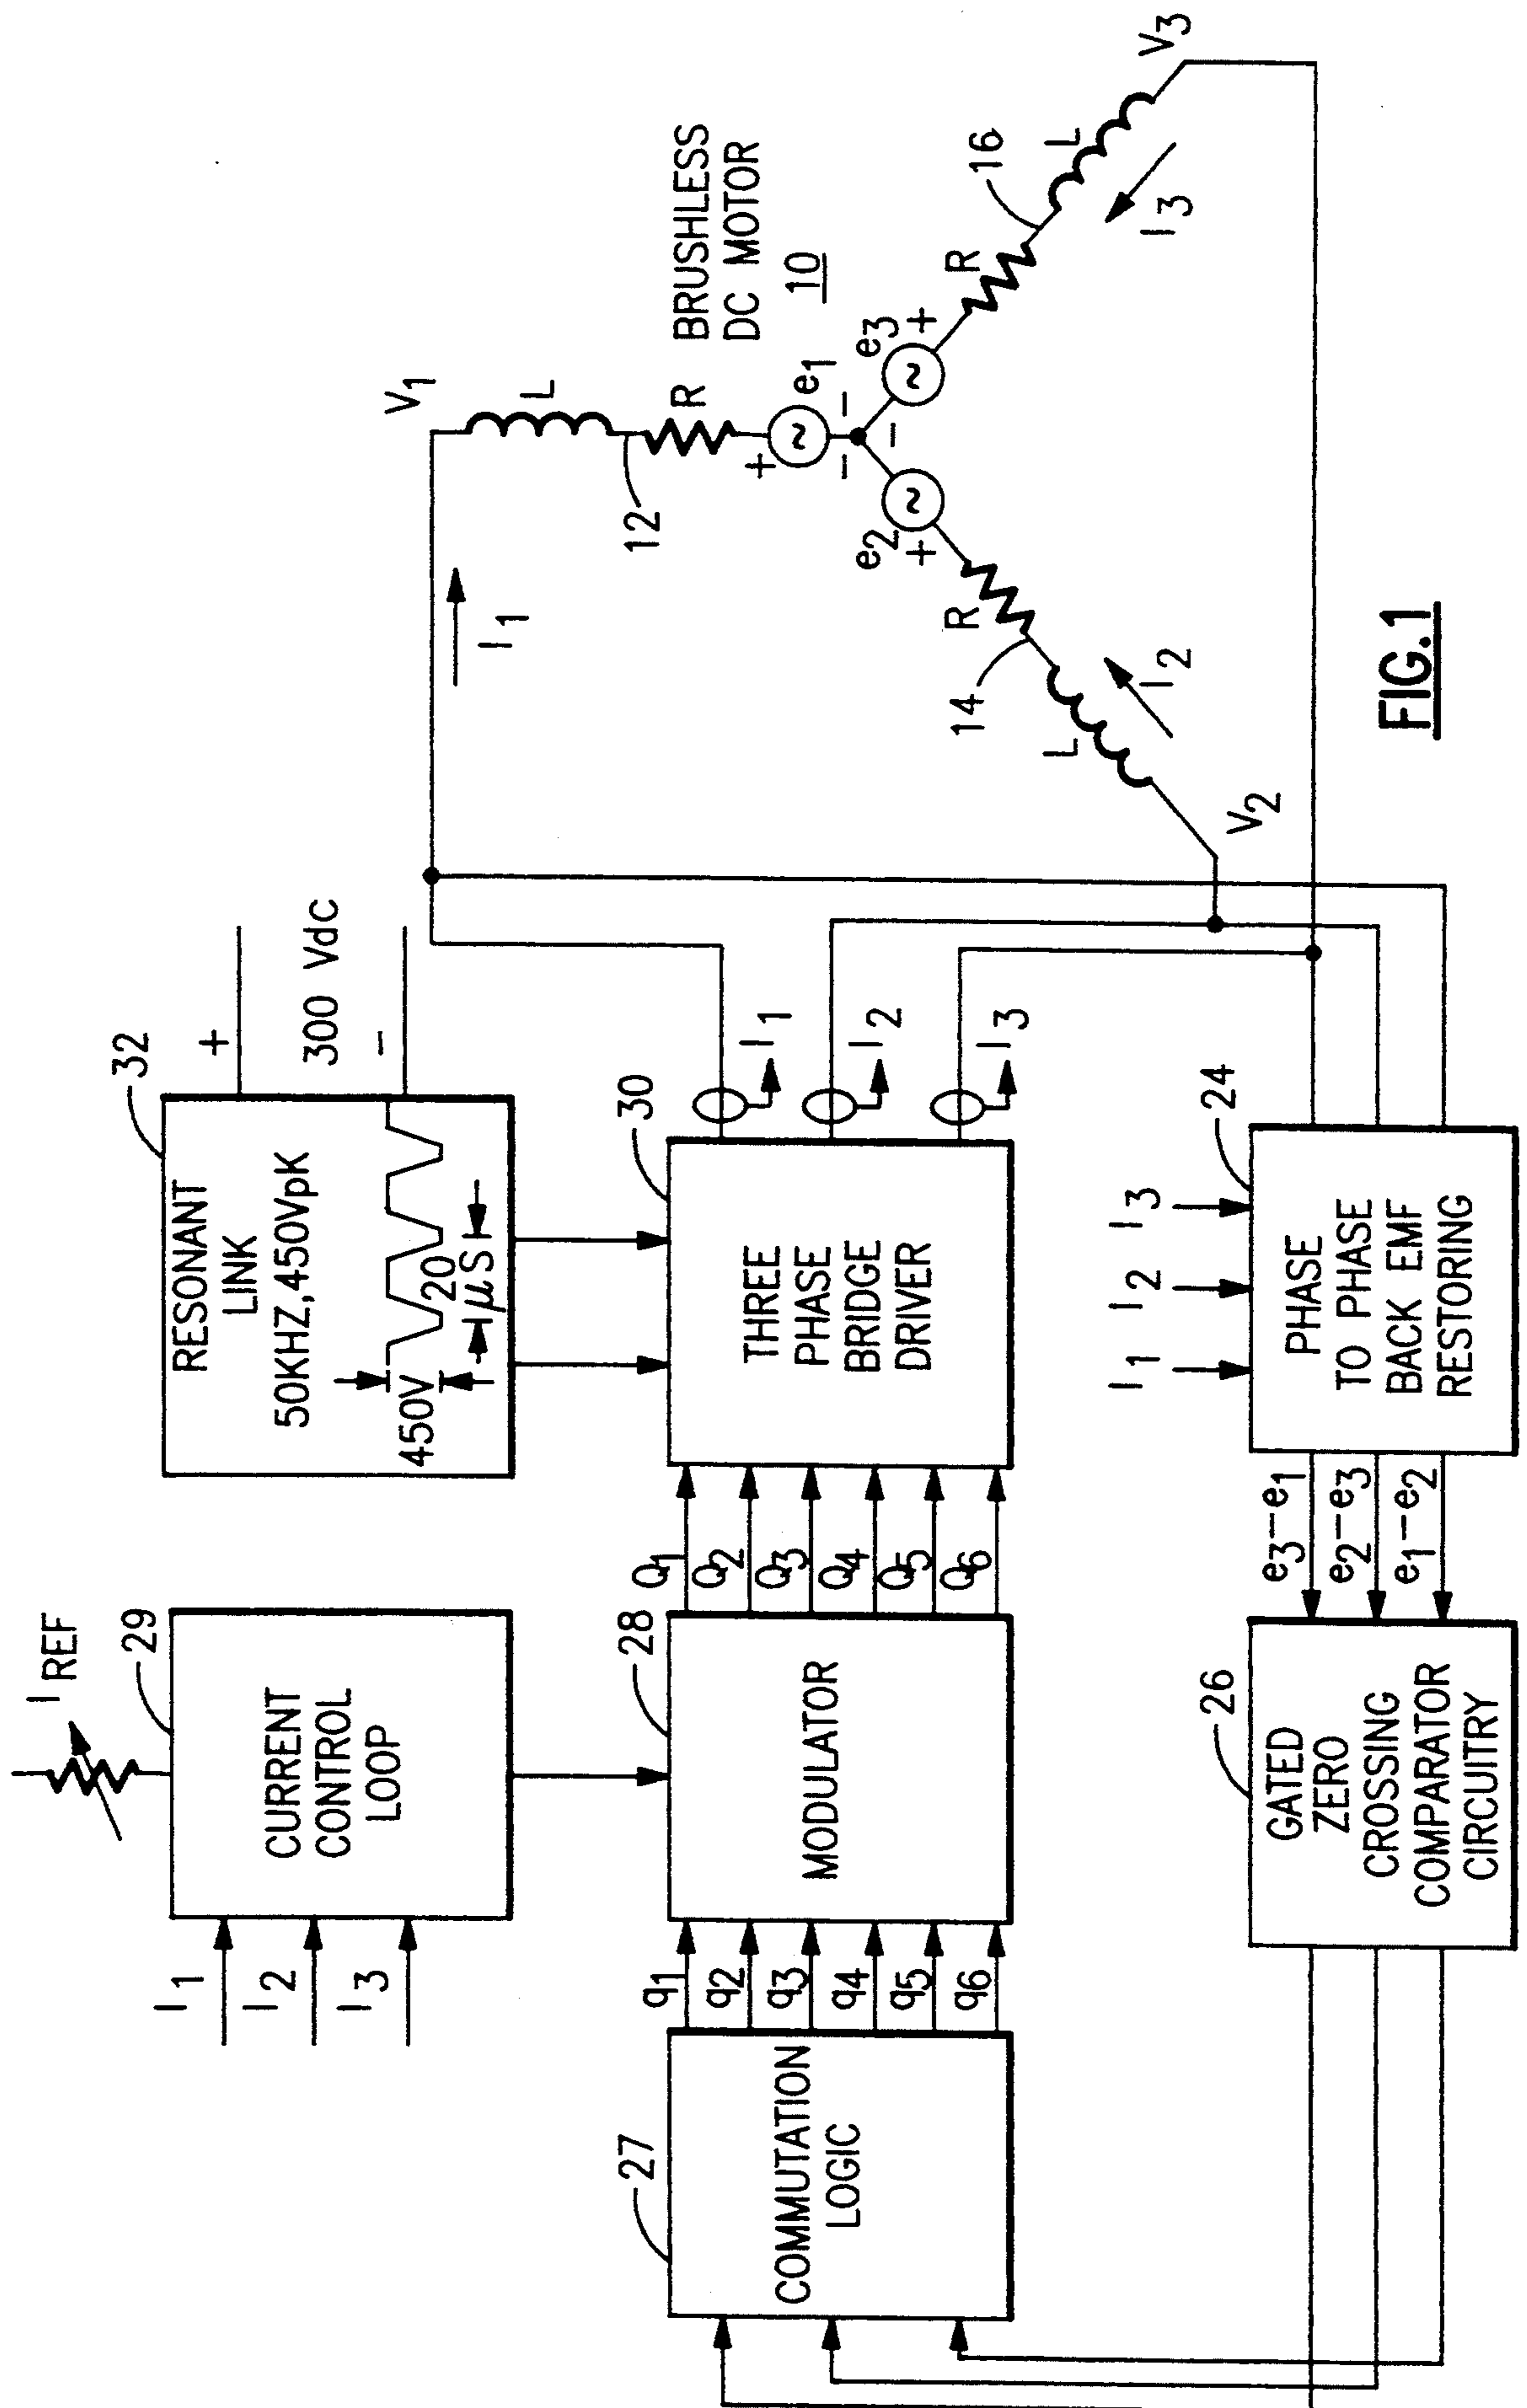 I REF
29
CURRENT
CONTROL
LOOP
I1
I2
I3
32
RESONANT
LINK
50KHZ,450VpK
450V
20
µS
+
300 VdC
-
27
COMMUTATION
LOGIC
q1
q2
q3
q4
q5
q6
28
MODULATOR
Q1
Q2
Q3
Q4
Q5
Q6
30
THREE
PHASE
BRIDGE
DRIVER
I1
I2
I3
26
GATED
ZERO
CROSSING
COMPARATOR
CIRCUITRY
e3-e1
e2-e3
e1-e2
24
PHASE
TO PHASE
BACK EMF
RESTORING
I1
I2
I3
I1
V1
L
12
R
+
e1
-
BRUSHLESS
DC MOTOR
10
e2
+
-
R
14
L
I2
V2
e3
+
-
R
16
L
I3
V3
FIG.1